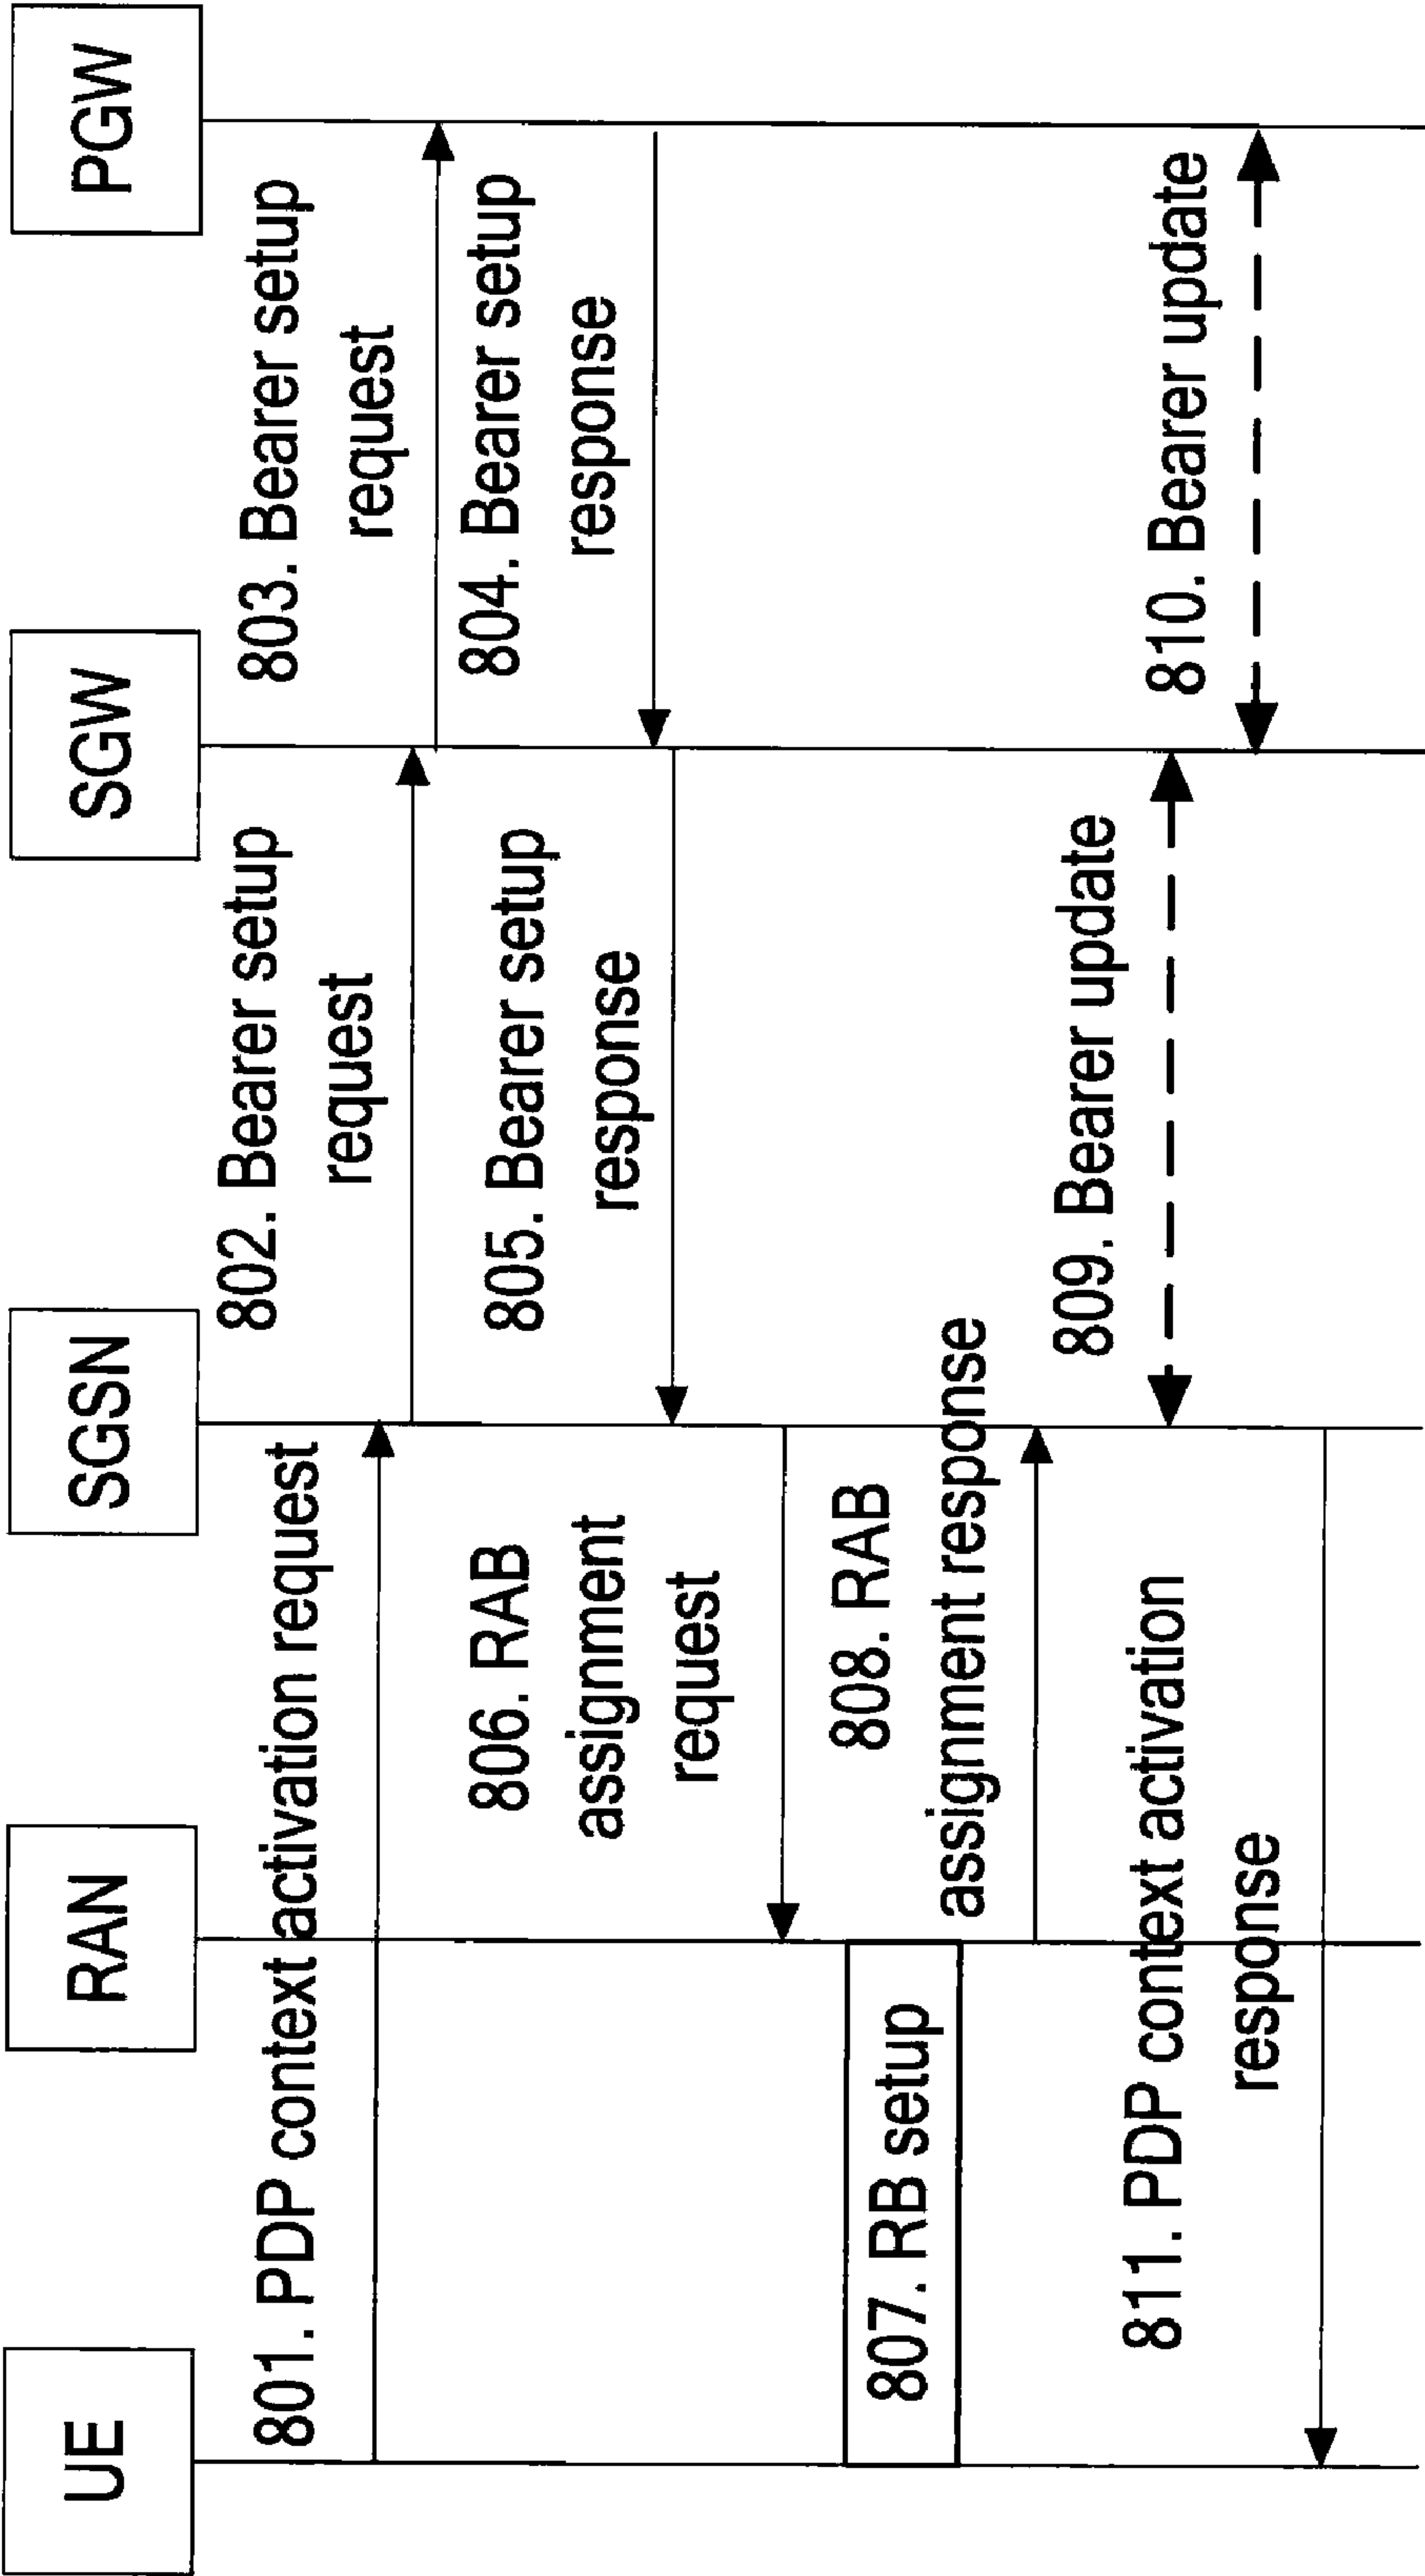 UE
RAN
SGSN
SGW
PGW
801. PDP context activation request
802. Bearer setup
request
803. Bearer setup
request
804. Bearer setup
response
805. Bearer setup
response
806. RAB
assignment
request
807. RB setup
808. RAB
assignment response
809. Bearer update
810. Bearer update
811. PDP context activation
response